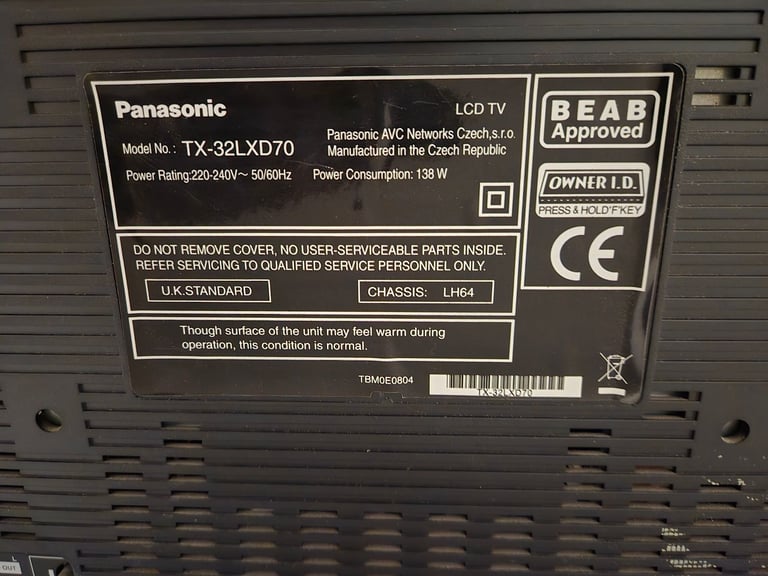 Panasonic
LCD TV
Model No.: TX-32LXD70
Panasonic AVC Networks Czech,s.r.o.
Manufactured in the Czech Republic
Power Rating:220-240V~ 50/60Hz
Power Consumption: 138 W
BEAB
Approved
OWNER I.D.
PRESS & HOLD"F"KEY
CE
DO NOT REMOVE COVER, NO USER-SERVICEABLE PARTS INSIDE.
REFER SERVICING TO QUALIFIED SERVICE PERSONNEL ONLY.
U.K.STANDARD
CHASSIS: LH64
Though surface of the unit may feel warm during
operation, this condition is normal.
TBM0E0804
TX-32LXD70
L
OUT